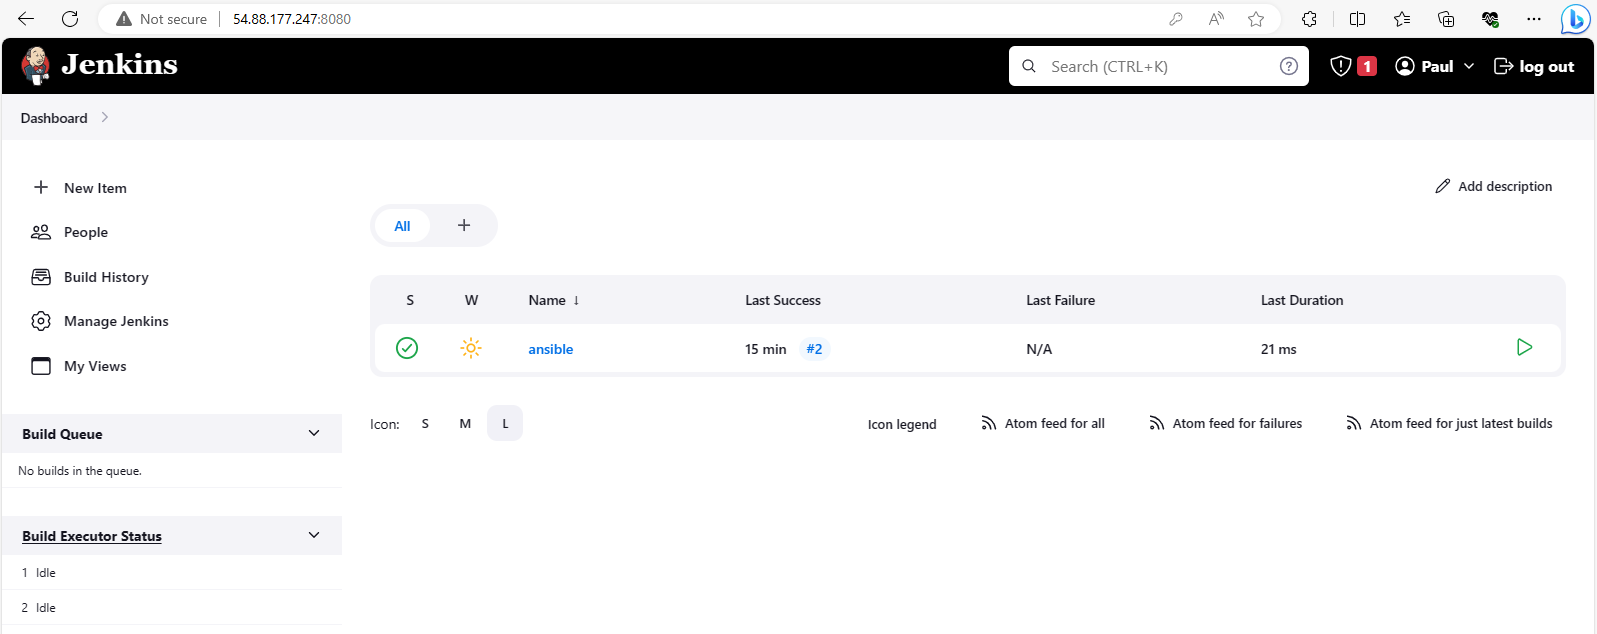 Not secure 54.88.177.247:8080
Jenkins
Search (CTRL+K)
1
Paul
log out
Dashboard
New Item
People
Build History
Manage Jenkins
My Views
Build Queue
No builds in the queue.
Build Executor Status
1 Idle
2 Idle
Add description
All +
S W Name ↓ Last Success Last Failure Last Duration
ansible 15 min #2 N/A 21 ms
Icon: S M L
Icon legend
Atom feed for all
Atom feed for failures
Atom feed for just latest builds